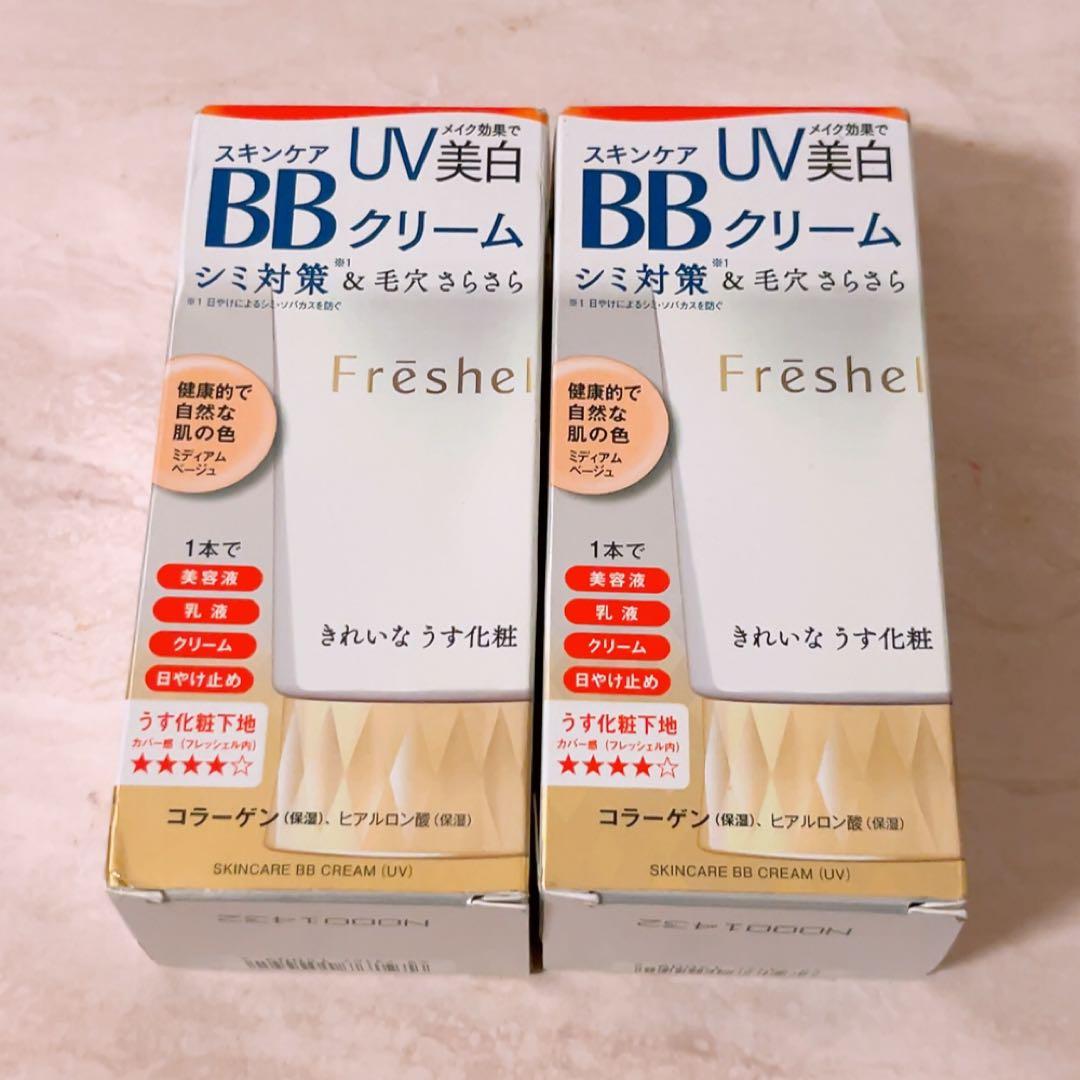 メイク効果で
スキンケア UV美白
BBクリーム
シミ対策※1 & 毛穴 さらさら
※1 日やけによるシミ・ソバカスを防ぐ
Frēshel
健康的で
自然な
肌の色
ミディアム
ベージュ
1本で
美容液
乳液
クリーム
日やけ止め
きれいな うす化粧
うす化粧下地
カバー感 (フレッシェル内)
★★★★☆
コラーゲン(保湿)、ヒアルロン酸(保湿)
SKINCARE BB CREAM (UV)
N0001432
メイク効果で
スキンケア UV美白
BBクリーム
シミ対策※1 & 毛穴 さらさら
※1 日やけによるシミ・ソバカスを防ぐ
Frēshel
健康的で
自然な
肌の色
ミディアム
ベージュ
1本で
美容液
乳液
クリーム
日やけ止め
きれいな うす化粧
うす化粧下地
カバー感 (フレッシェル内)
★★★★☆
コラーゲン(保湿)、ヒアルロン酸(保湿)
SKINCARE BB CREAM (UV)
N0001432